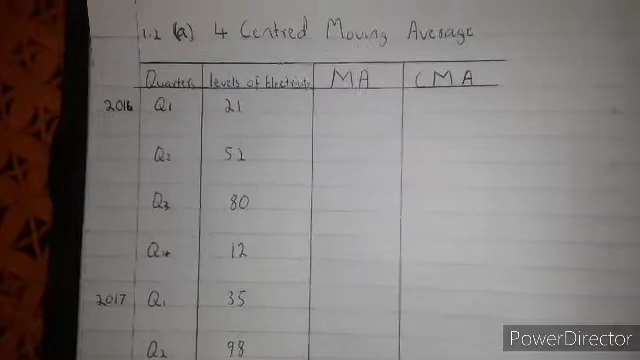 1.2 (a) 4 Centred Moving Average
Quarters levels of Electricity MA CMA
2016 Q1 21
Q2 52
Q3 80
Q4 12
2017 Q1 35
Q2 98
PowerDirector